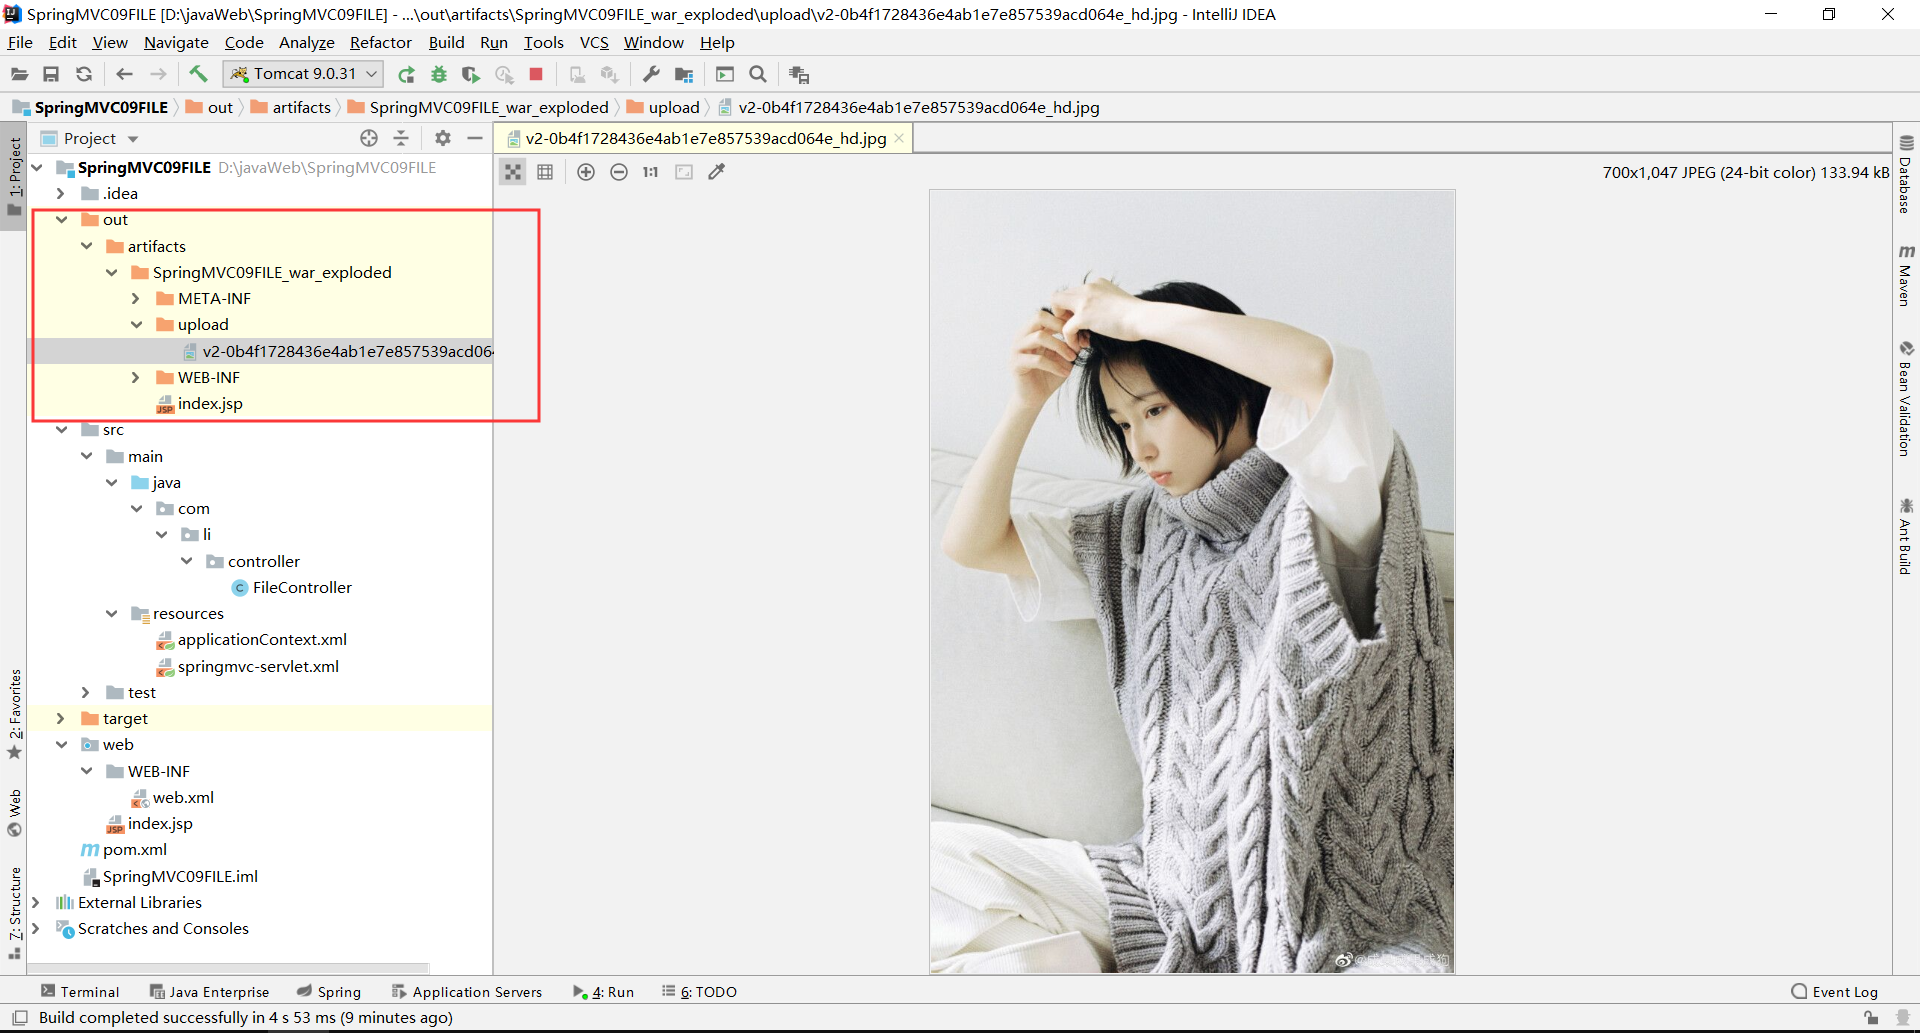 SpringMVC09FILE [D:\javaWeb\SpringMVC09FILE] - ...\out\artifacts\SpringMVC09FILE_war_exploded\upload\v2-0b4f1728436e4ab1e7e857539acd064e_hd.jpg - IntelliJ IDEA
File Edit View Navigate Code Analyze Refactor Build Run Tools VCS Window Help
Tomcat 9.0.31
SpringMVC09FILE out artifacts SpringMVC09FILE_war_exploded upload v2-0b4f1728436e4ab1e7e857539acd064e_hd.jpg
Project
v2-0b4f1728436e4ab1e7e857539acd064e_hd.jpg
1:1
700x1,047 JPEG (24-bit color) 133.94 kB
SpringMVC09FILE D:\javaWeb\SpringMVC09FILE
.idea
out
artifacts
SpringMVC09FILE_war_exploded
META-INF
upload
v2-0b4f1728436e4ab1e7e857539acd06
WEB-INF
index.jsp
src
main
java
com
li
controller
FileController
resources
applicationContext.xml
springmvc-servlet.xml
test
target
web
WEB-INF
web.xml
index.jsp
pom.xml
SpringMVC09FILE.iml
External Libraries
Scratches and Consoles
1: Project
2: Favorites
Web
7: Structure
Database
Maven
Bean Validation
Ant Build
Terminal Java Enterprise Spring Application Servers 4: Run 6: TODO Event Log
Build completed successfully in 4 s 53 ms (9 minutes ago)